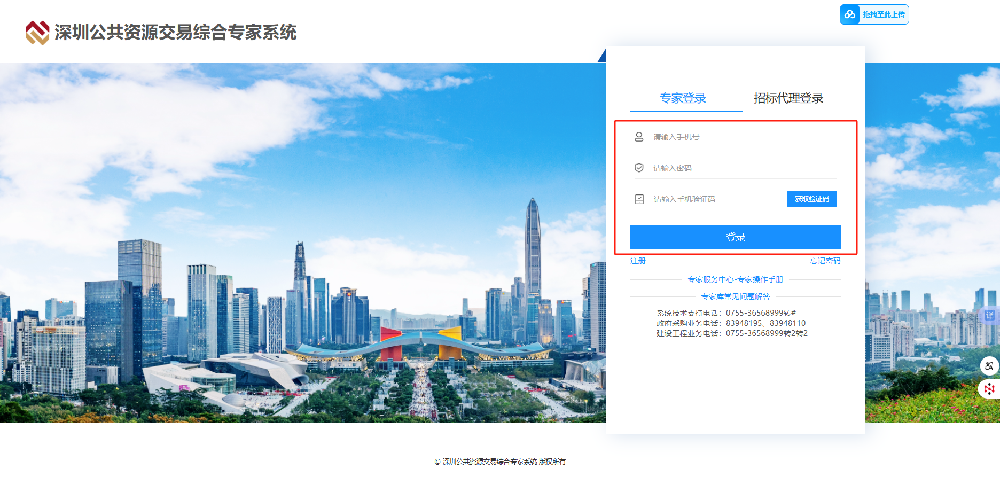 深圳公共资源交易综合专家系统
拖拽至此上传
专家登录
招标代理登录
请输入手机号
请输入密码
请输入手机验证码
获取验证码
登录
注册
忘记密码
专家服务中心-专家操作手册
专家库常见问题解答
系统技术支持电话：0755-36568999转#
政府采购业务电话：83948195、83948110
建设工程业务电话：0755-36568999转2转2
译
© 深圳公共资源交易综合专家系统 版权所有